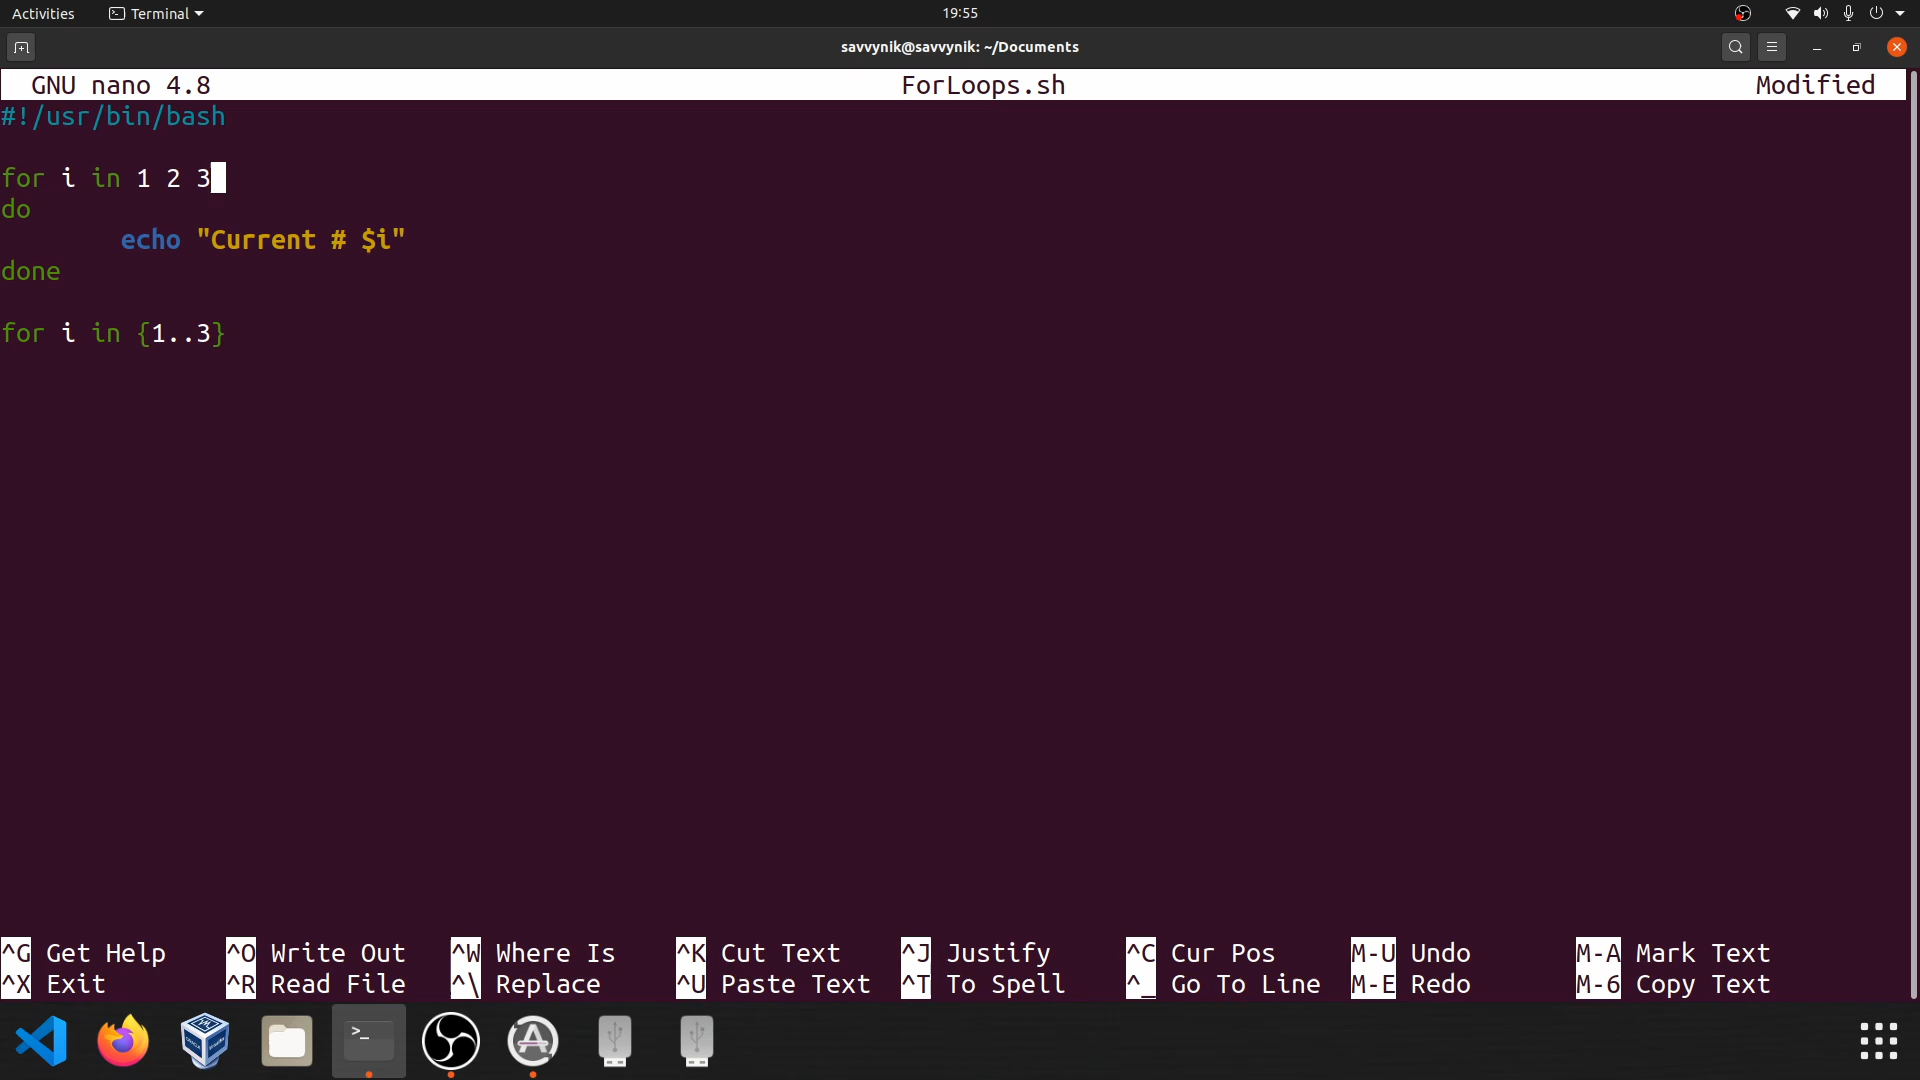 Activities Terminal 19:55
savvynik@savvynik: ~/Documents
GNU nano 4.8 ForLoops.sh Modified
#!/usr/bin/bash
for i in 1 2 3
do
echo "Current # $i"
done
for i in {1..3}
^G Get Help ^O Write Out ^W Where Is ^K Cut Text ^J Justify ^C Cur Pos M-U Undo M-A Mark Text
^X Exit ^R Read File ^\ Replace ^U Paste Text ^T To Spell ^_ Go To Line M-E Redo M-6 Copy Text